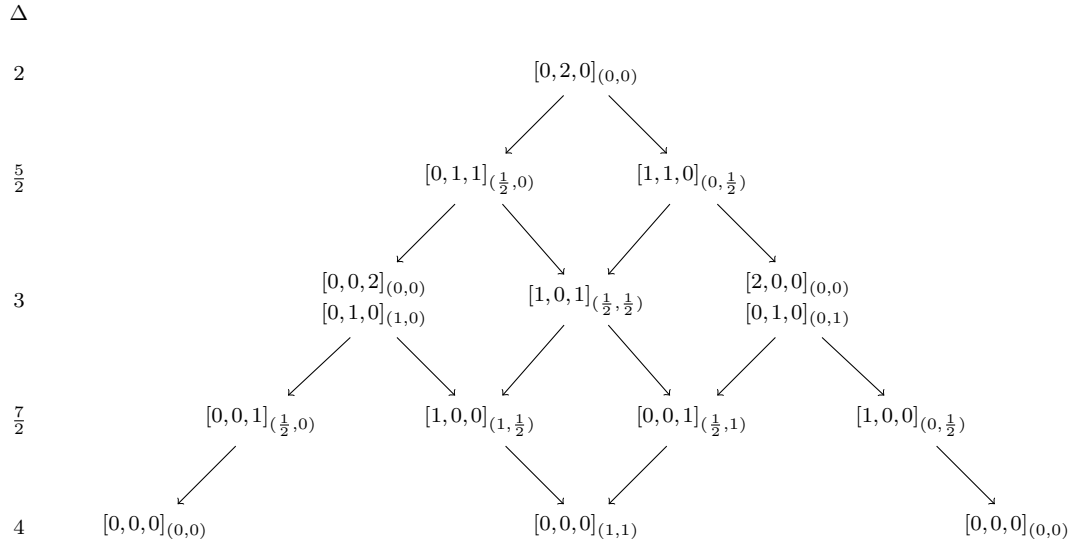 Δ
2 [0, 2, 0]_{(0,0)}
5/2 [0, 1, 1]_{(1/2,0)} [1, 1, 0]_{(0,1/2)}
[0, 0, 2]_{(0,0)} [2, 0, 0]_{(0,0)}
3 [1, 0, 1]_{(1/2,1/2)}
[0, 1, 0]_{(1,0)} [0, 1, 0]_{(0,1)}
7/2 [0, 0, 1]_{(1/2,0)} [1, 0, 0]_{(1,1/2)} [0, 0, 1]_{(1/2,1)} [1, 0, 0]_{(0,1/2)}
4 [0, 0, 0]_{(0,0)} [0, 0, 0]_{(1,1)} [0, 0, 0]_{(0,0)}